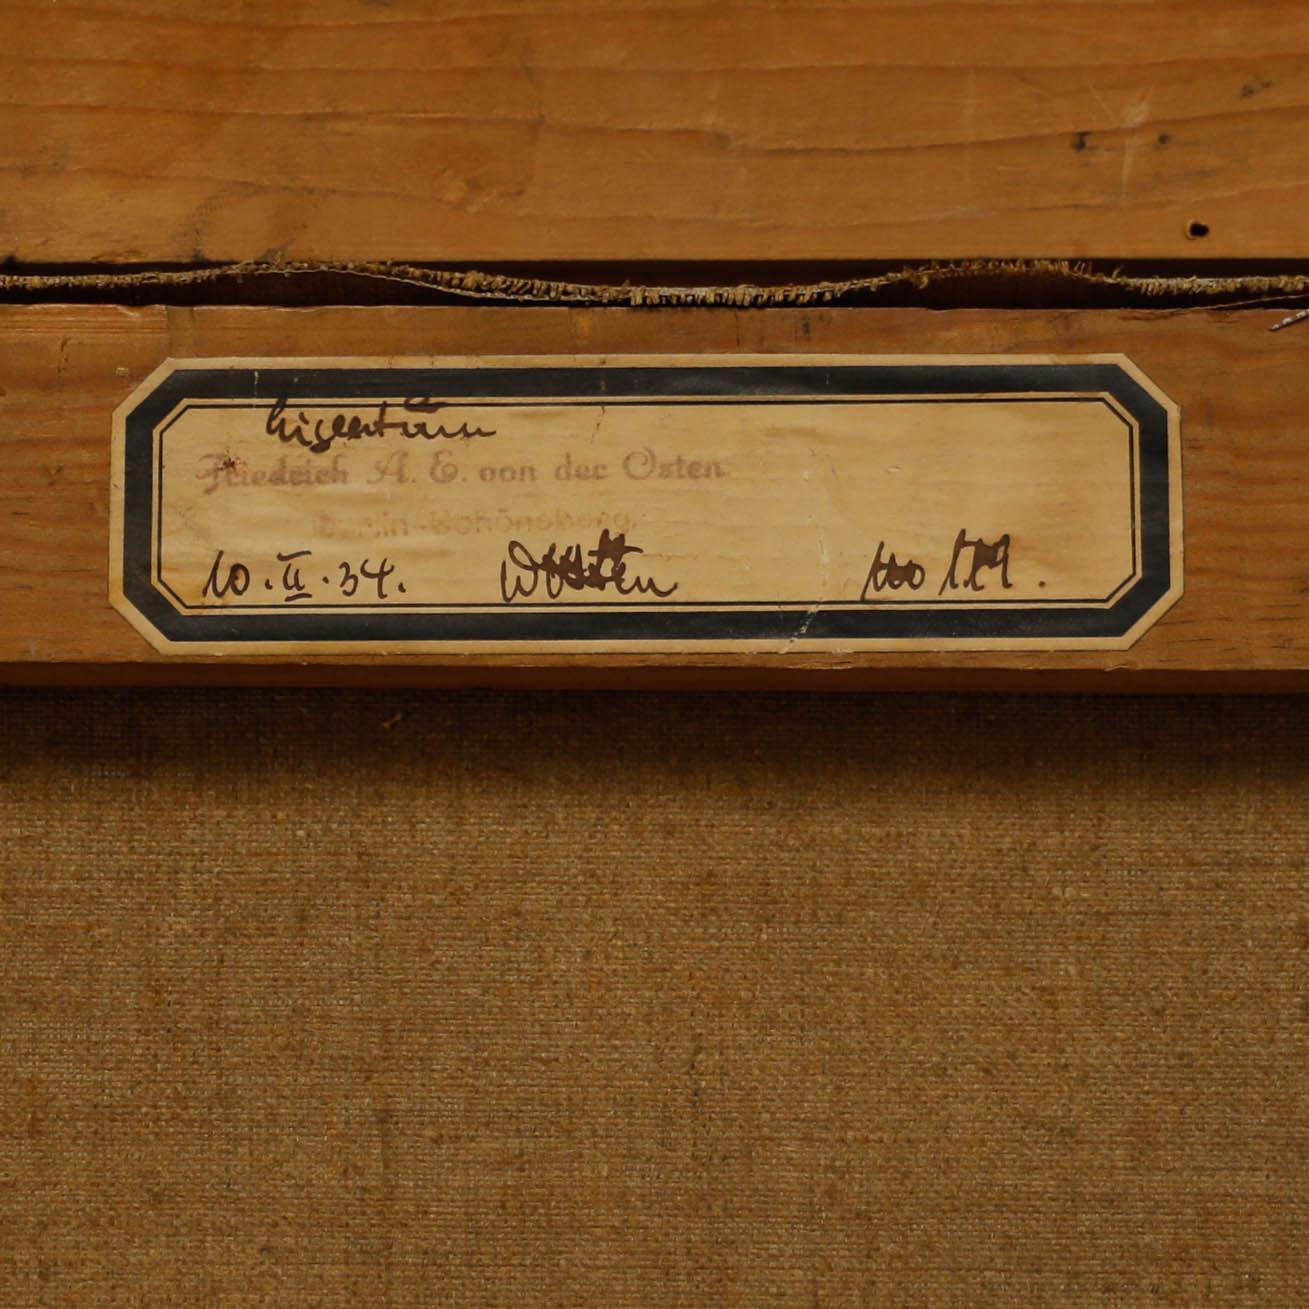 Eigentum
Friedrich A. E. von der Osten
Berlin-Schöneberg.
10.II.34.